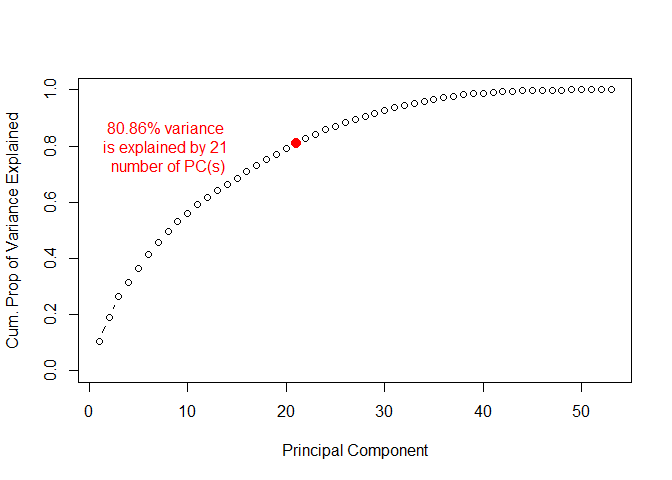 80.86% variance
is explained by 21
number of PC(s)
Cum. Prop of Variance Explained
1.0
0.8
0.6
0.4
0.2
0.0
0 10 20 30 40 50
Principal Component